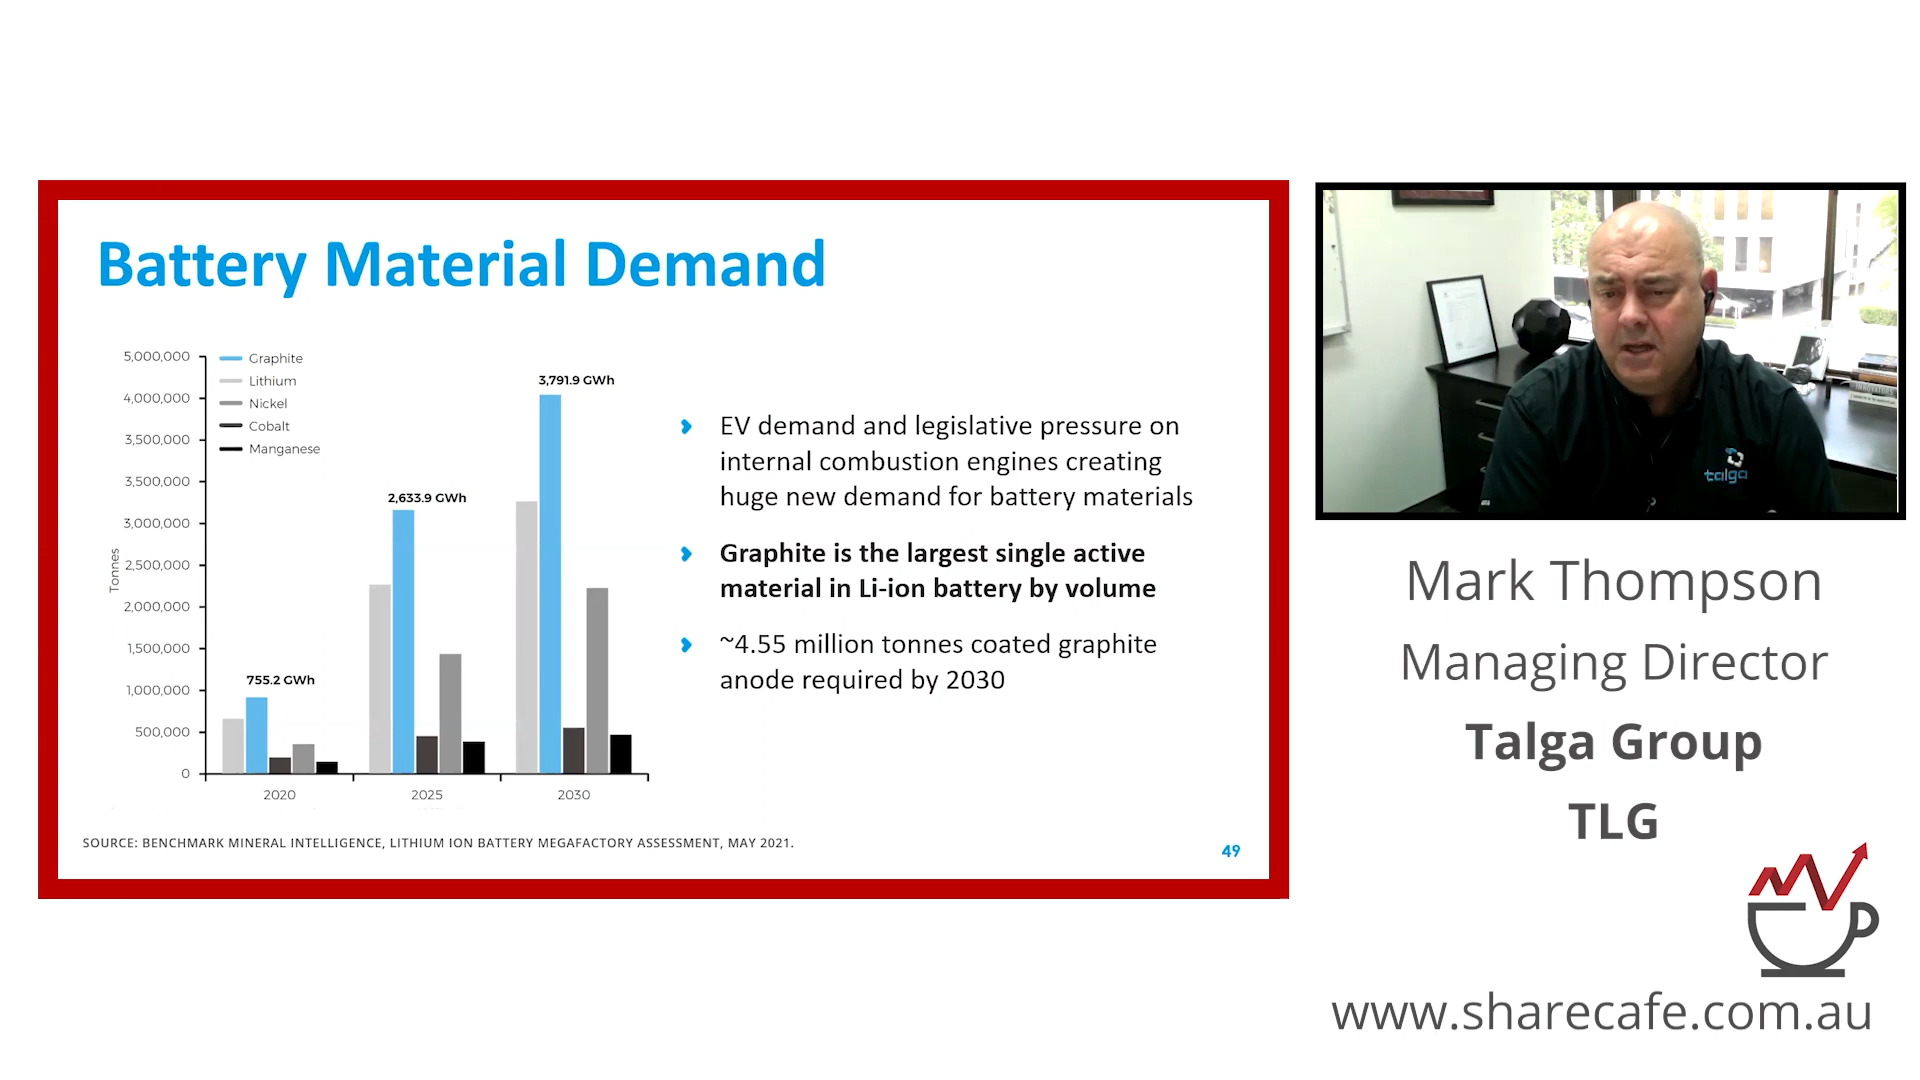 Battery Material Demand
5,000,000
4,000,000
3,500,000
3,500,000
3,000,000
2,500,000
2,000,000
1,500,000
1,000,000
500,000
0
Tonnes
Graphite
Lithium
Nickel
Cobalt
Manganese
755.2 GWh
2,633.9 GWh
3,791.9 GWh
2020
2025
2030
EV demand and legislative pressure on
internal combustion engines creating
huge new demand for battery materials
Graphite is the largest single active
material in Li-ion battery by volume
~4.55 million tonnes coated graphite
anode required by 2030
SOURCE: BENCHMARK MINERAL INTELLIGENCE, LITHIUM ION BATTERY MEGAFACTORY ASSESSMENT, MAY 2021.
49
talga
Mark Thompson
Managing Director
Talga Group
TLG
www.sharecafe.com.au